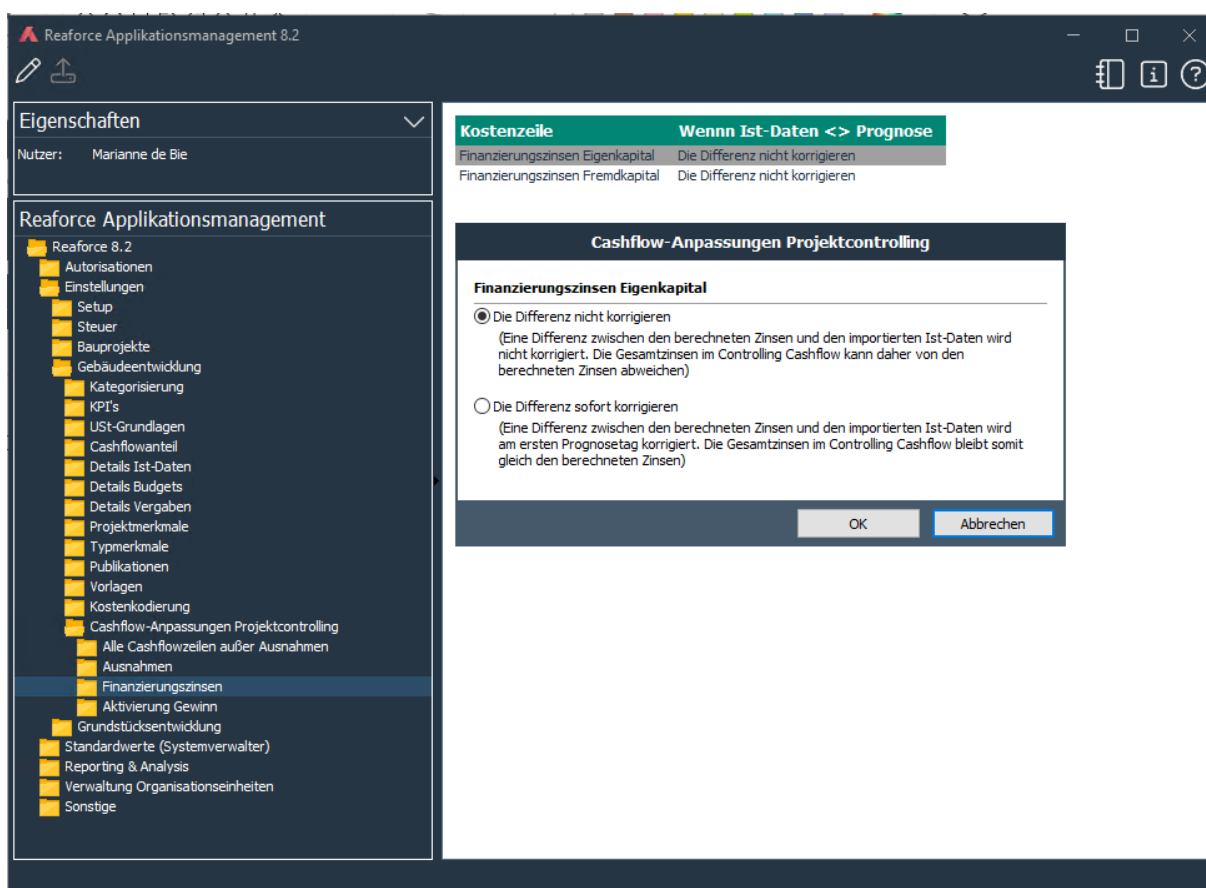 Reaforce Applikationsmanagement 8.2
Eigenschaften
Nutzer: Marianne de Bie
Reaforce Applikationsmanagement
Reaforce 8.2
Autorisationen
Einstellungen
Setup
Steuer
Bauprojekte
Gebäudeentwicklung
Kategorisierung
KPI's
USt-Grundlagen
Cashflowanteil
Details Ist-Daten
Details Budgets
Details Vergaben
Projektmerkmale
Typmerkmale
Publikationen
Vorlagen
Kostenkodierung
Cashflow-Anpassungen Projektcontrolling
Alle Cashflowzeilen außer Ausnahmen
Ausnahmen
Finanzierungszinsen
Aktivierung Gewinn
Grundstücksentwicklung
Standardwerte (Systemverwalter)
Reporting & Analysis
Verwaltung Organisationseinheiten
Sonstige
Kostenzeile Wennn Ist-Daten <> Prognose
Finanzierungszinsen Eigenkapital Die Differenz nicht korrigieren
Finanzierungszinsen Fremdkapital Die Differenz nicht korrigieren
Cashflow-Anpassungen Projektcontrolling
Finanzierungszinsen Eigenkapital
Die Differenz nicht korrigieren
(Eine Differenz zwischen den berechneten Zinsen und den importierten Ist-Daten wird
nicht korrigiert. Die Gesamtzinsen im Controlling Cashflow kann daher von den
berechneten Zinsen abweichen)
Die Differenz sofort korrigieren
(Eine Differenz zwischen den berechneten Zinsen und den importierten Ist-Daten wird
am ersten Prognosetag korrigiert. Die Gesamtzinsen im Controlling Cashflow bleibt somit
gleich den berechneten Zinsen)
OK Abbrechen